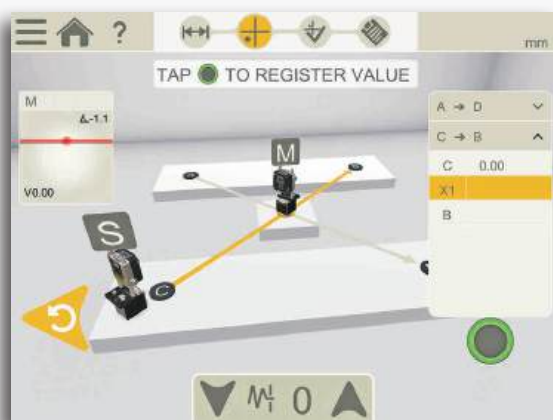 ?
mm
TAP TO REGISTER VALUE
M
∡-1.1
V0.00
A → D
C → B
C 0.00
X1
B
M
S
C
0